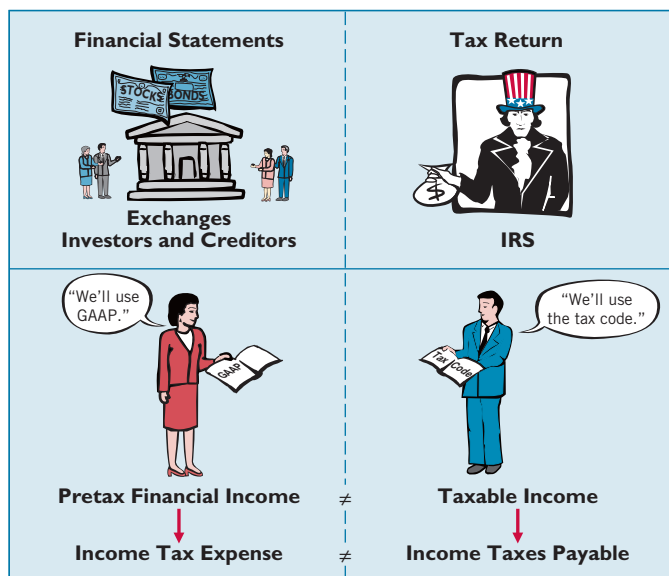 Financial Statements
Tax Return
STOCKS
BONDS
$
Exchanges
Investors and Creditors
IRS
“We’ll use
GAAP.”
“We’ll use
the tax code.”
GAAP
Tax Code
Pretax Financial Income ≠ Taxable Income
Income Tax Expense ≠ Income Taxes Payable